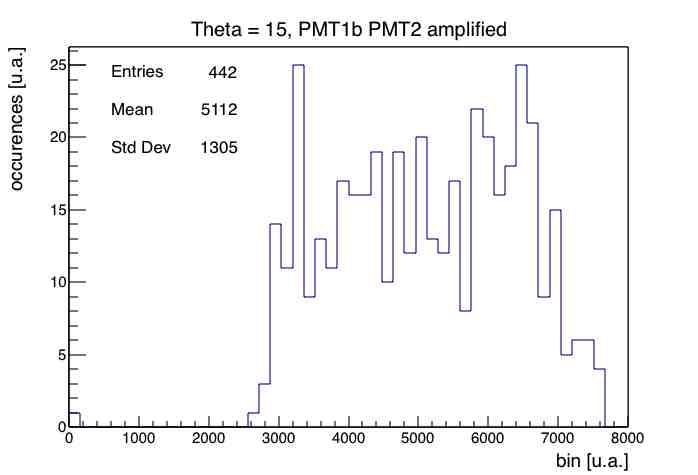 Theta = 15, PMT1b PMT2 amplified
occurences [u.a.]
Entries 442
Mean 5112
Std Dev 1305
25
20
15
10
5
0
0 1000 2000 3000 4000 5000 6000 7000 8000
bin [u.a.]